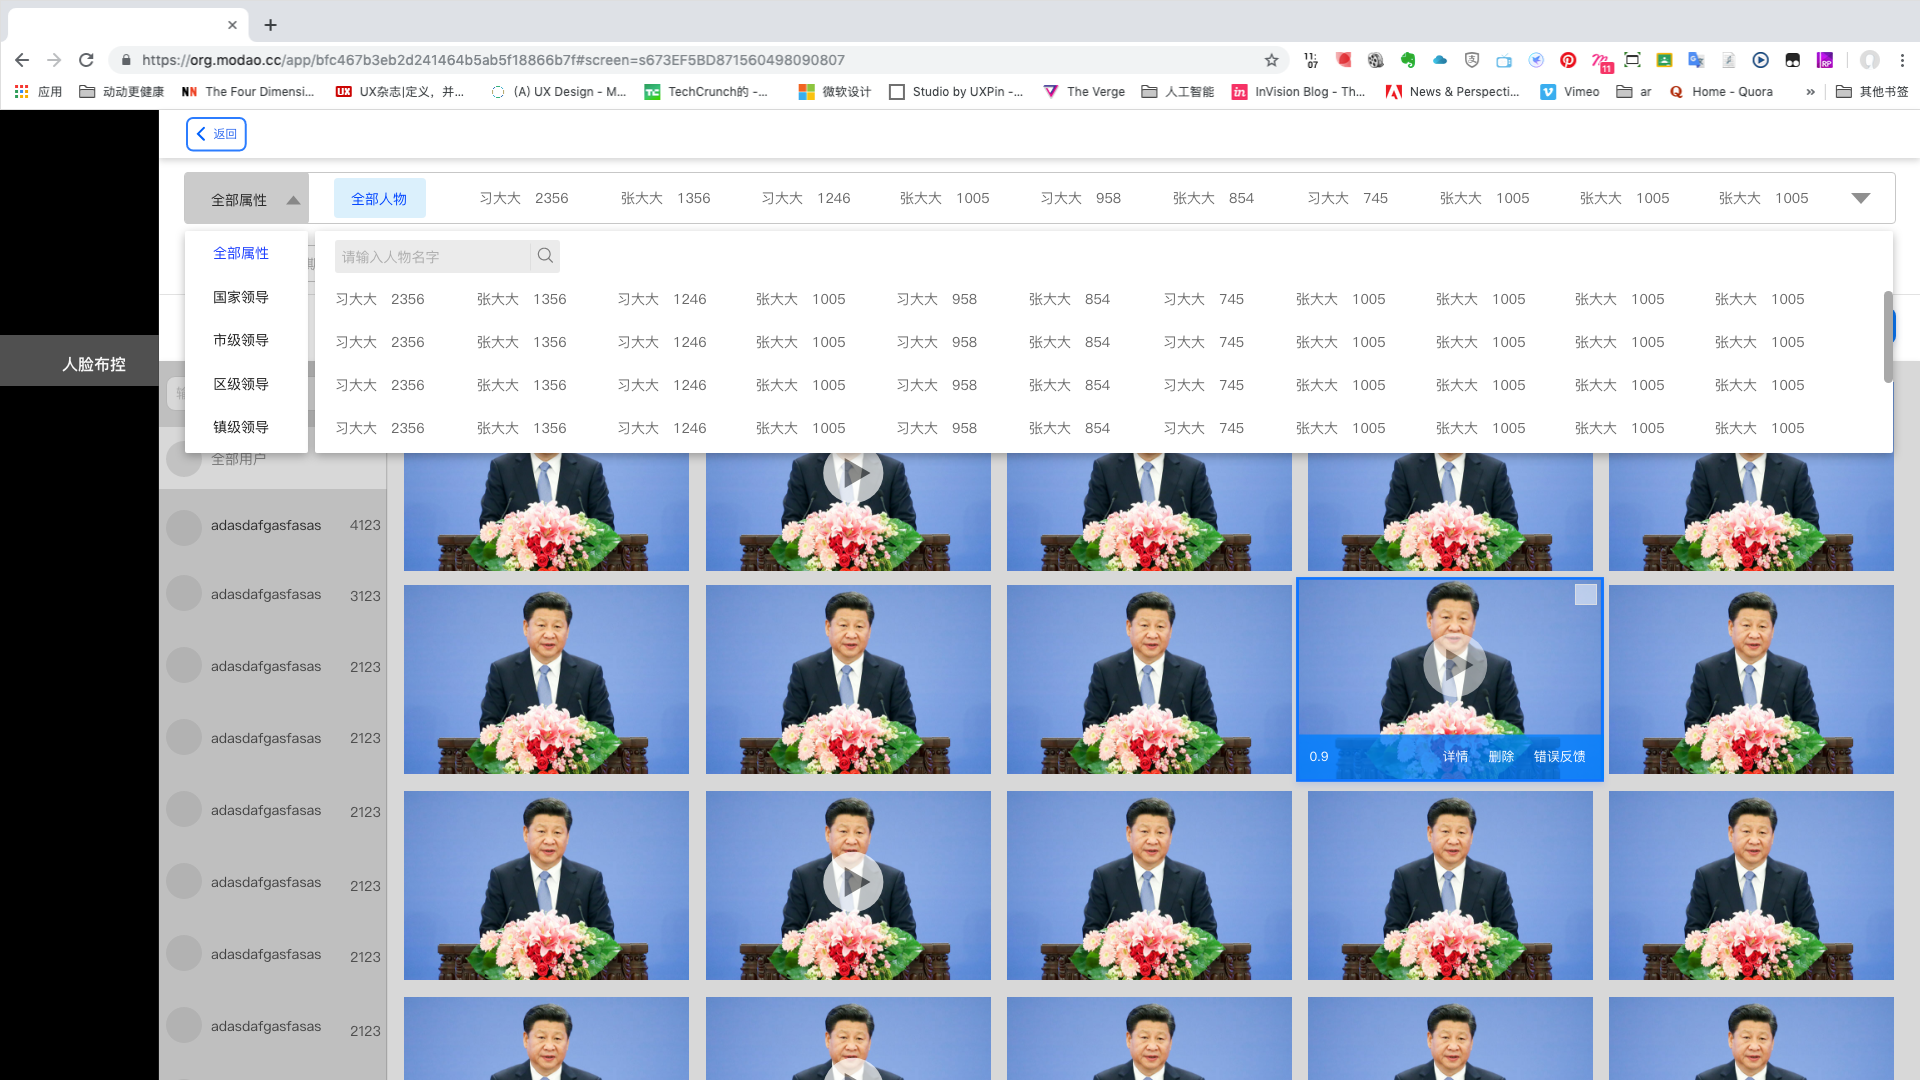 https://org.modao.cc/app/bfc467b3eb2d241464b5ab5f18866b7f#screen=s673EF5BD871560498090807
11:07
11
RP
应用 动动更健康 NN The Four Dimensi... UX UX杂志|定义，并... (A) UX Design - M... TC TechCrunch的 -... 微软设计 Studio by UXPin -... The Verge 人工智能 in InVision Blog - Th... News & Perspecti... Vimeo ar Q Home - Quora » 其他书签
返回
全部属性 全部人物 习大大 2356 张大大 1356 习大大 1246 张大大 1005 习大大 958 张大大 854 习大大 745 张大大 1005 张大大 1005 张大大 1005
全部属性
国家领导
市级领导
区级领导
镇级领导
期
请输入人物名字
习大大 2356 张大大 1356 习大大 1246 张大大 1005 习大大 958 张大大 854 习大大 745 张大大 1005 张大大 1005 张大大 1005 张大大 1005
习大大 2356 张大大 1356 习大大 1246 张大大 1005 习大大 958 张大大 854 习大大 745 张大大 1005 张大大 1005 张大大 1005 张大大 1005
习大大 2356 张大大 1356 习大大 1246 张大大 1005 习大大 958 张大大 854 习大大 745 张大大 1005 张大大 1005 张大大 1005 张大大 1005
习大大 2356 张大大 1356 习大大 1246 张大大 1005 习大大 958 张大大 854 习大大 745 张大大 1005 张大大 1005 张大大 1005 张大大 1005
人脸布控
全部用户
adasdafgasfasas 4123
adasdafgasfasas 3123
adasdafgasfasas 2123
adasdafgasfasas 2123
adasdafgasfasas 2123
adasdafgasfasas 2123
adasdafgasfasas 2123
adasdafgasfasas 2123
0.9 详情 删除 错误反馈